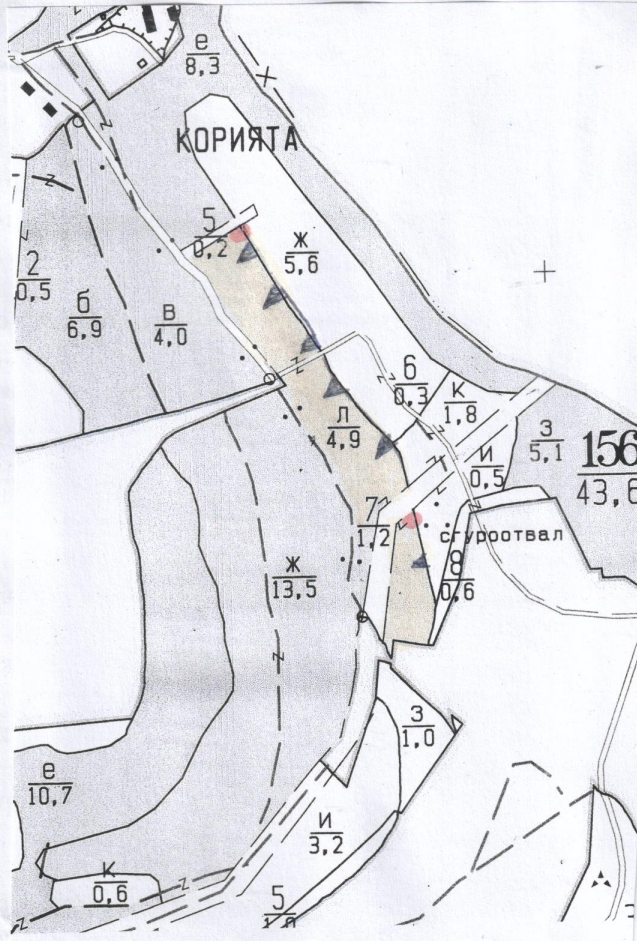 е
8,3
КОРИЯТА
5
0,2
ж
5,6
2
0,5
б
6,9
в
4,0
6
0,3
к
1,8
л
4,9
и
0,5
з
5,1
156
43,6
7
1,2
сгуроотвал
8
0,6
ж
13,5
з
1,0
е
10,7
и
3,2
к
0,6
5